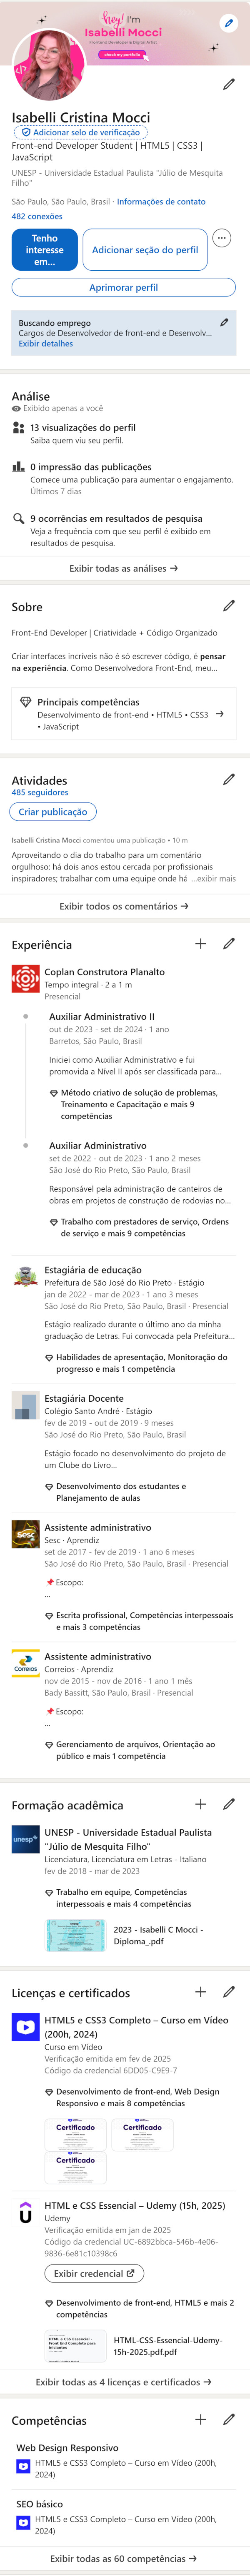 hey! I'm
Isabelli Mocci
Frontend Developer & Digital Artist
check my portfolio
Isabelli Cristina Mocci
Adicionar selo de verificação
Front-end Developer Student | HTML5 | CSS3 |
JavaScript
UNESP - Universidade Estadual Paulista "Júlio de Mesquita
Filho"
São Paulo, São Paulo, Brasil · Informações de contato
482 conexões
Tenho
interesse
em...
Adicionar seção do perfil
Aprimorar perfil
Buscando emprego
Cargos de Desenvolvedor de front-end e Desenvolv...
Exibir detalhes
Análise
Exibido apenas a você
13 visualizações do perfil
Saiba quem viu seu perfil.
0 impressão das publicações
Comece uma publicação para aumentar o engajamento.
Últimos 7 dias
9 ocorrências em resultados de pesquisa
Veja a frequência com que seu perfil é exibido em
resultados de pesquisa.
Exibir todas as análises →
Sobre
Front-End Developer | Criatividade + Código Organizado
Criar interfaces incríveis não é só escrever código, é pensar
na experiência. Como Desenvolvedora Front-End, meu...
Principais competências
Desenvolvimento de front-end • HTML5 • CSS3
• JavaScript
Atividades
485 seguidores
Criar publicação
Isabelli Cristina Mocci comentou uma publicação • 10 m
Aproveitando o dia do trabalho para um comentário
orgulhoso: há dois anos estou cercada por profissionais
inspiradores; trabalhar com uma equipe onde há ...exibir mais
Exibir todos os comentários →
Experiência
Coplan Construtora Planalto
Tempo integral · 2 a 1 m
Presencial
Auxiliar Administrativo II
out de 2023 - set de 2024 · 1 ano
Barretos, São Paulo, Brasil
Iniciei como Auxiliar Administrativo e fui
promovida a Nível II após ser classificada para...
Método criativo de solução de problemas,
Treinamento e Capacitação e mais 9
competências
Auxiliar Administrativo
set de 2022 - out de 2023 · 1 ano 2 meses
São José do Rio Preto, São Paulo, Brasil
Responsável pela administração de canteiros de
obras em projetos de construção de rodovias no...
Trabalho com prestadores de serviço, Ordens
de serviço e mais 9 competências
Estagiária de educação
Prefeitura de São José do Rio Preto · Estágio
jan de 2022 - mar de 2023 · 1 ano 3 meses
São José do Rio Preto, São Paulo, Brasil · Presencial
Estágio realizado durante o último ano da minha
graduação de Letras. Fui convocada pela Prefeitura...
Habilidades de apresentação, Monitoração do
progresso e mais 1 competência
Estagiária Docente
Colégio Santo André · Estágio
fev de 2019 - out de 2019 · 9 meses
São José do Rio Preto, São Paulo, Brasil
Estágio focado no desenvolvimento do projeto de
um Clube do Livro...
Desenvolvimento dos estudantes e
Planejamento de aulas
Sesc
Assistente administrativo
Sesc · Aprendiz
set de 2017 - fev de 2019 · 1 ano 6 meses
São José do Rio Preto, São Paulo, Brasil · Presencial
📌 Escopo:
...
Escrita profissional, Competências interpessoais
e mais 3 competências
Correios
Assistente administrativo
Correios · Aprendiz
nov de 2015 - nov de 2016 · 1 ano 1 mês
Bady Bassitt, São Paulo, Brasil · Presencial
📌 Escopo:
...
Gerenciamento de arquivos, Orientação ao
público e mais 1 competência
Formação acadêmica
unesp
UNESP - Universidade Estadual Paulista
"Júlio de Mesquita Filho"
Licenciatura, Licenciatura em Letras - Italiano
fev de 2018 - mar de 2023
Trabalho em equipe, Competências
interpessoais e mais 4 competências
2023 - Isabelli C Mocci -
Diploma_.pdf
Licenças e certificados
HTML5 e CSS3 Completo – Curso em Vídeo
(200h, 2024)
Curso em Vídeo
Verificação emitida em fev de 2025
Código da credencial 6DD05-C9E9-7
Desenvolvimento de front-end, Web Design
Responsivo e mais 8 competências
Certificado
Certificado
Certificado
HTML e CSS Essencial – Udemy (15h, 2025)
Udemy
Verificação emitida em jan de 2025
Código da credencial UC-6892bbca-546b-4e06-
9836-6e81c10398c6
Exibir credencial
Desenvolvimento de front-end, HTML5 e mais 2
competências
HTML e CSS Essencial -
Front End Completo para
Iniciantes
HTML-CSS-Essencial-Udemy-
15h-2025.pdf.pdf
Exibir todas as 4 licenças e certificados →
Competências
Web Design Responsivo
HTML5 e CSS3 Completo – Curso em Vídeo (200h,
2024)
SEO básico
HTML5 e CSS3 Completo – Curso em Vídeo (200h,
2024)
Exibir todas as 60 competências →